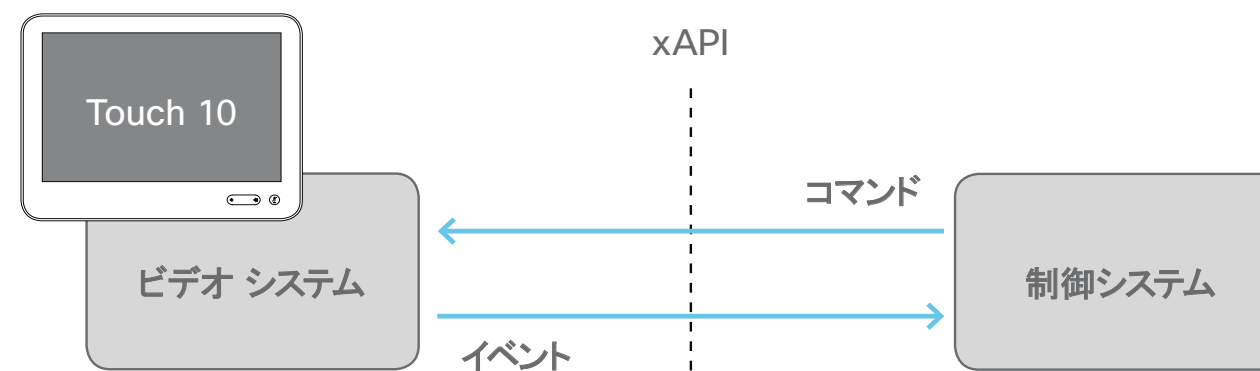 xAPI
Touch 10
コマンド
ビデオ システム
制御システム
イベント